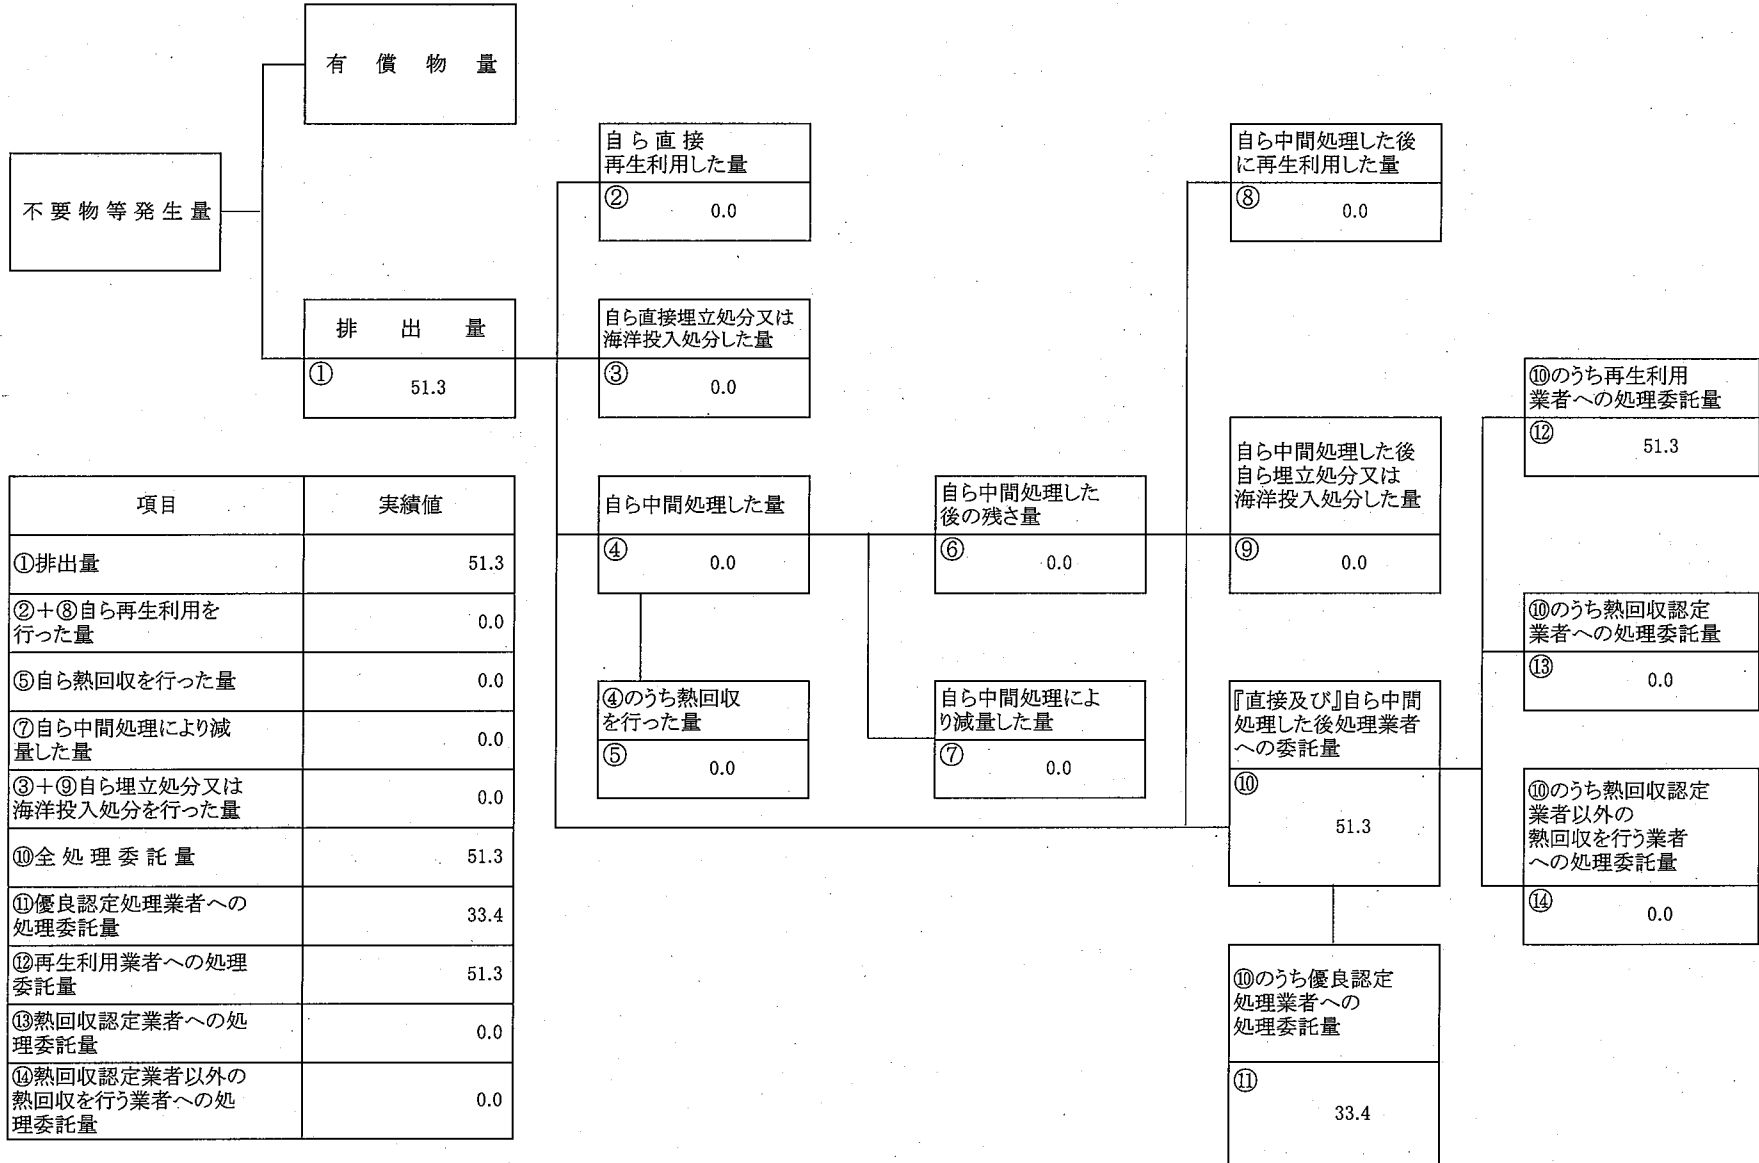 有償物量
不要物等発生量
排出量
①
51.3
自ら直接
再生利用した量
②
0.0
自ら直接埋立処分又は
海洋投入処分した量
③
0.0
自ら中間処理した量
④
0.0
④のうち熱回収
を行った量
⑤
0.0
自ら中間処理した
後の残さ量
⑥
0.0
自ら中間処理によ
り減量した量
⑦
0.0
自ら中間処理した後
に再生利用した量
⑧
0.0
自ら中間処理した後
自ら埋立処分又は
海洋投入処分した量
⑨
0.0
『直接及び』自ら中間
処理した後処理業者
への委託量
⑩
51.3
⑩のうち優良認定
処理業者への
処理委託量
⑪
33.4
⑩のうち再生利用
業者への処理委託量
⑫
51.3
⑩のうち熱回収認定
業者への処理委託量
⑬
0.0
⑩のうち熱回収認定
業者以外の
熱回収を行う業者
への処理委託量
⑭
0.0
項目 実績値
①排出量 51.3
②+⑧自ら再生利用を
行った量 0.0
⑤自ら熱回収を行った量 0.0
⑦自ら中間処理により減
量した量 0.0
③+⑨自ら埋立処分又は
海洋投入処分を行った量 0.0
⑩全処理委託量 51.3
⑪優良認定処理業者への
処理委託量 33.4
⑫再生利用業者への処理
委託量 51.3
⑬熱回収認定業者への処
理委託量 0.0
⑭熱回収認定業者以外の
熱回収を行う業者への処
理委託量 0.0